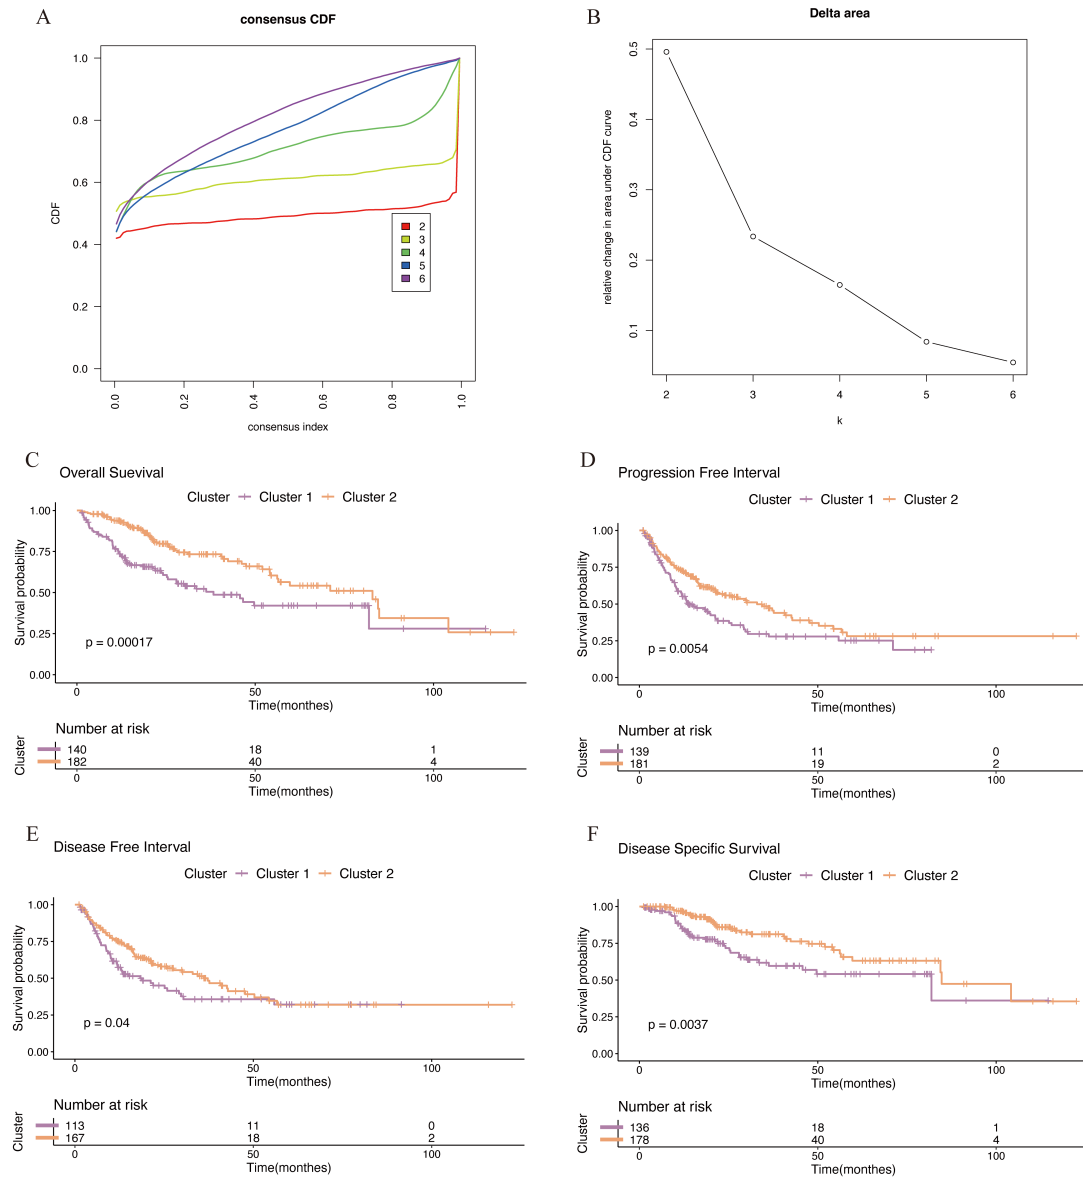 A
consensus CDF
CDF
1.0
0.8
0.6
0.4
0.2
0.0
2
3
4
5
6
0.0
0.2
0.4
0.6
0.8
1.0
consensus index
B
Delta area
relative change in area under CDF curve
0.5
0.4
0.3
0.2
0.1
2
3
4
5
6
k
C
Overall Suevival
Cluster Cluster 1 Cluster 2
Survival probability
1.00
0.75
0.50
0.25
0.00
p = 0.00017
0 50 100
Time(monthes)
Number at risk
Cluster
140 18 1
182 40 4
0 50 100
Time(monthes)
D
Progression Free Interval
Cluster Cluster 1 Cluster 2
Survival probability
1.00
0.75
0.50
0.25
0.00
p = 0.0054
0 50 100
Time(monthes)
Number at risk
Cluster
139 11 0
181 19 2
0 50 100
Time(monthes)
E
Disease Free Interval
Cluster Cluster 1 Cluster 2
Survival probability
1.00
0.75
0.50
0.25
0.00
p = 0.04
0 50 100
Time(monthes)
Number at risk
Cluster
113 11 0
167 18 2
0 50 100
Time(monthes)
F
Disease Specific Survival
Cluster Cluster 1 Cluster 2
Survival probability
1.00
0.75
0.50
0.25
0.00
p = 0.0037
0 50 100
Time(monthes)
Number at risk
Cluster
136 18 1
178 40 4
0 50 100
Time(monthes)